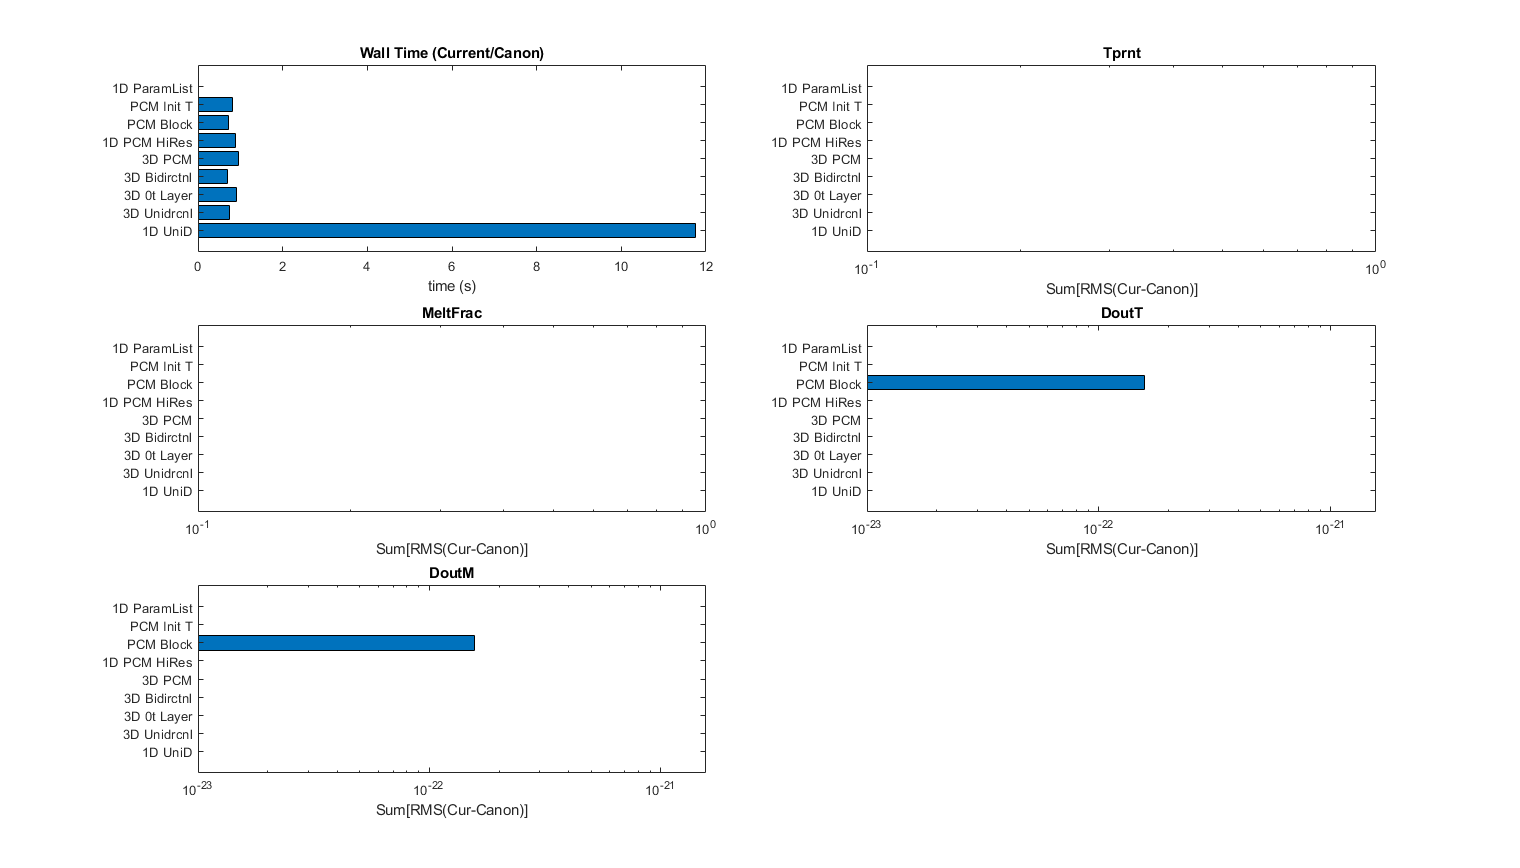 Wall Time (Current/Canon)
1D ParamList
PCM Init T
PCM Block
1D PCM HiRes
3D PCM
3D Bidirctnl
3D 0t Layer
3D Unidrcnl
1D UniD
0 2 4 6 8 10 12
time (s)
Tprnt
1D ParamList
PCM Init T
PCM Block
1D PCM HiRes
3D PCM
3D Bidirctnl
3D 0t Layer
3D Unidrcnl
1D UniD
10^-1 10^0
Sum[RMS(Cur-Canon)]
MeltFrac
1D ParamList
PCM Init T
PCM Block
1D PCM HiRes
3D PCM
3D Bidirctnl
3D 0t Layer
3D Unidrcnl
1D UniD
10^-1 10^0
Sum[RMS(Cur-Canon)]
DoutT
1D ParamList
PCM Init T
PCM Block
1D PCM HiRes
3D PCM
3D Bidirctnl
3D 0t Layer
3D Unidrcnl
1D UniD
10^-23 10^-22 10^-21
Sum[RMS(Cur-Canon)]
DoutM
1D ParamList
PCM Init T
PCM Block
1D PCM HiRes
3D PCM
3D Bidirctnl
3D 0t Layer
3D Unidrcnl
1D UniD
10^-23 10^-22 10^-21
Sum[RMS(Cur-Canon)]